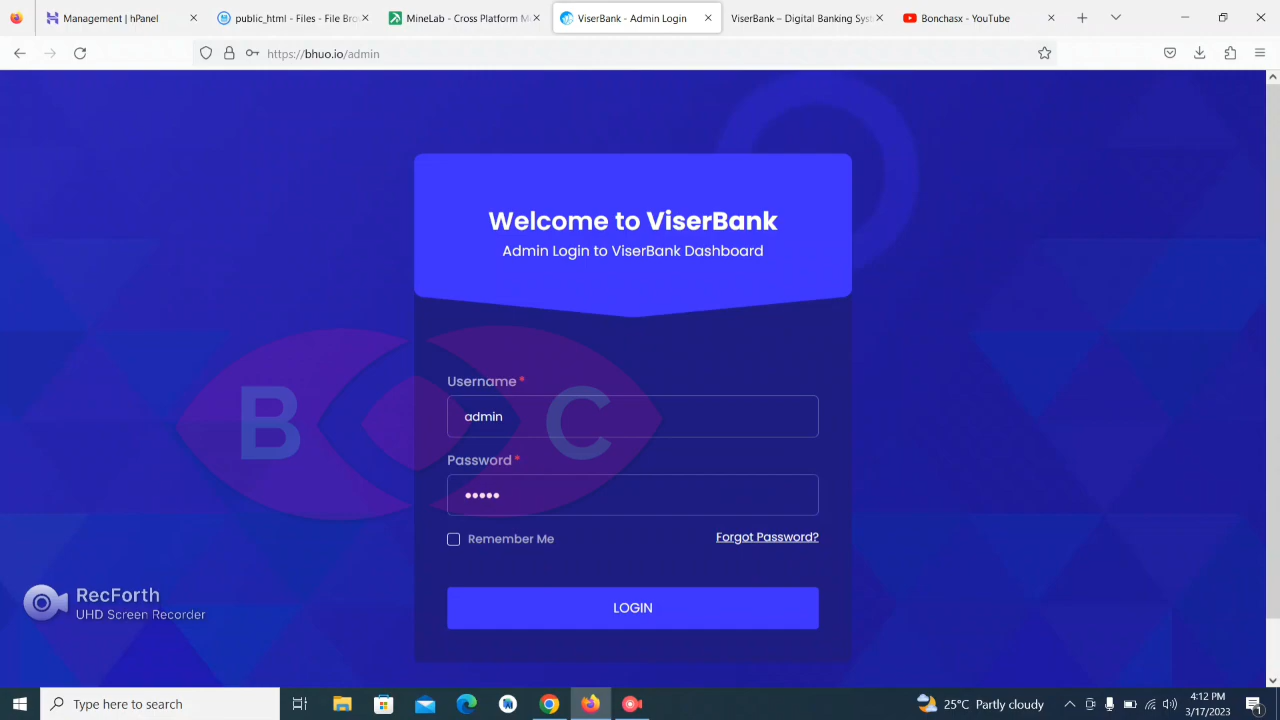 Management | hPanel
public_html - Files - File Bro
MineLab - Cross Platform M
ViserBank - Admin Login
ViserBank – Digital Banking Sys
Bonchasx - YouTube
https://bhuo.io/admin
Welcome to ViserBank
Admin Login to ViserBank Dashboard
B C
Username *
admin
Password *
Remember Me
Forgot Password?
LOGIN
RecForth
UHD Screen Recorder
Type here to search
25°C Partly cloudy
4:12 PM
3/17/2023
1